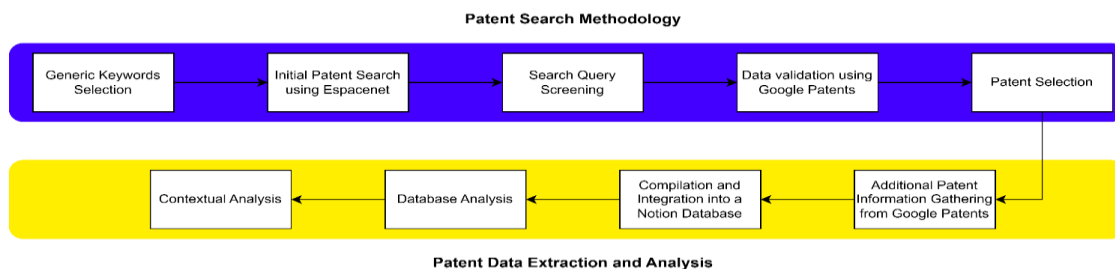 Patent Search Methodology
Generic Keywords
Selection
Initial Patent Search
using Espacenet
Search Query
Screening
Data validation using
Google Patents
Patent Selection
Contextual Analysis
Database Analysis
Compilation and
Integration into a
Notion Database
Additional Patent
Information Gathering
from Google Patents
Patent Data Extraction and Analysis